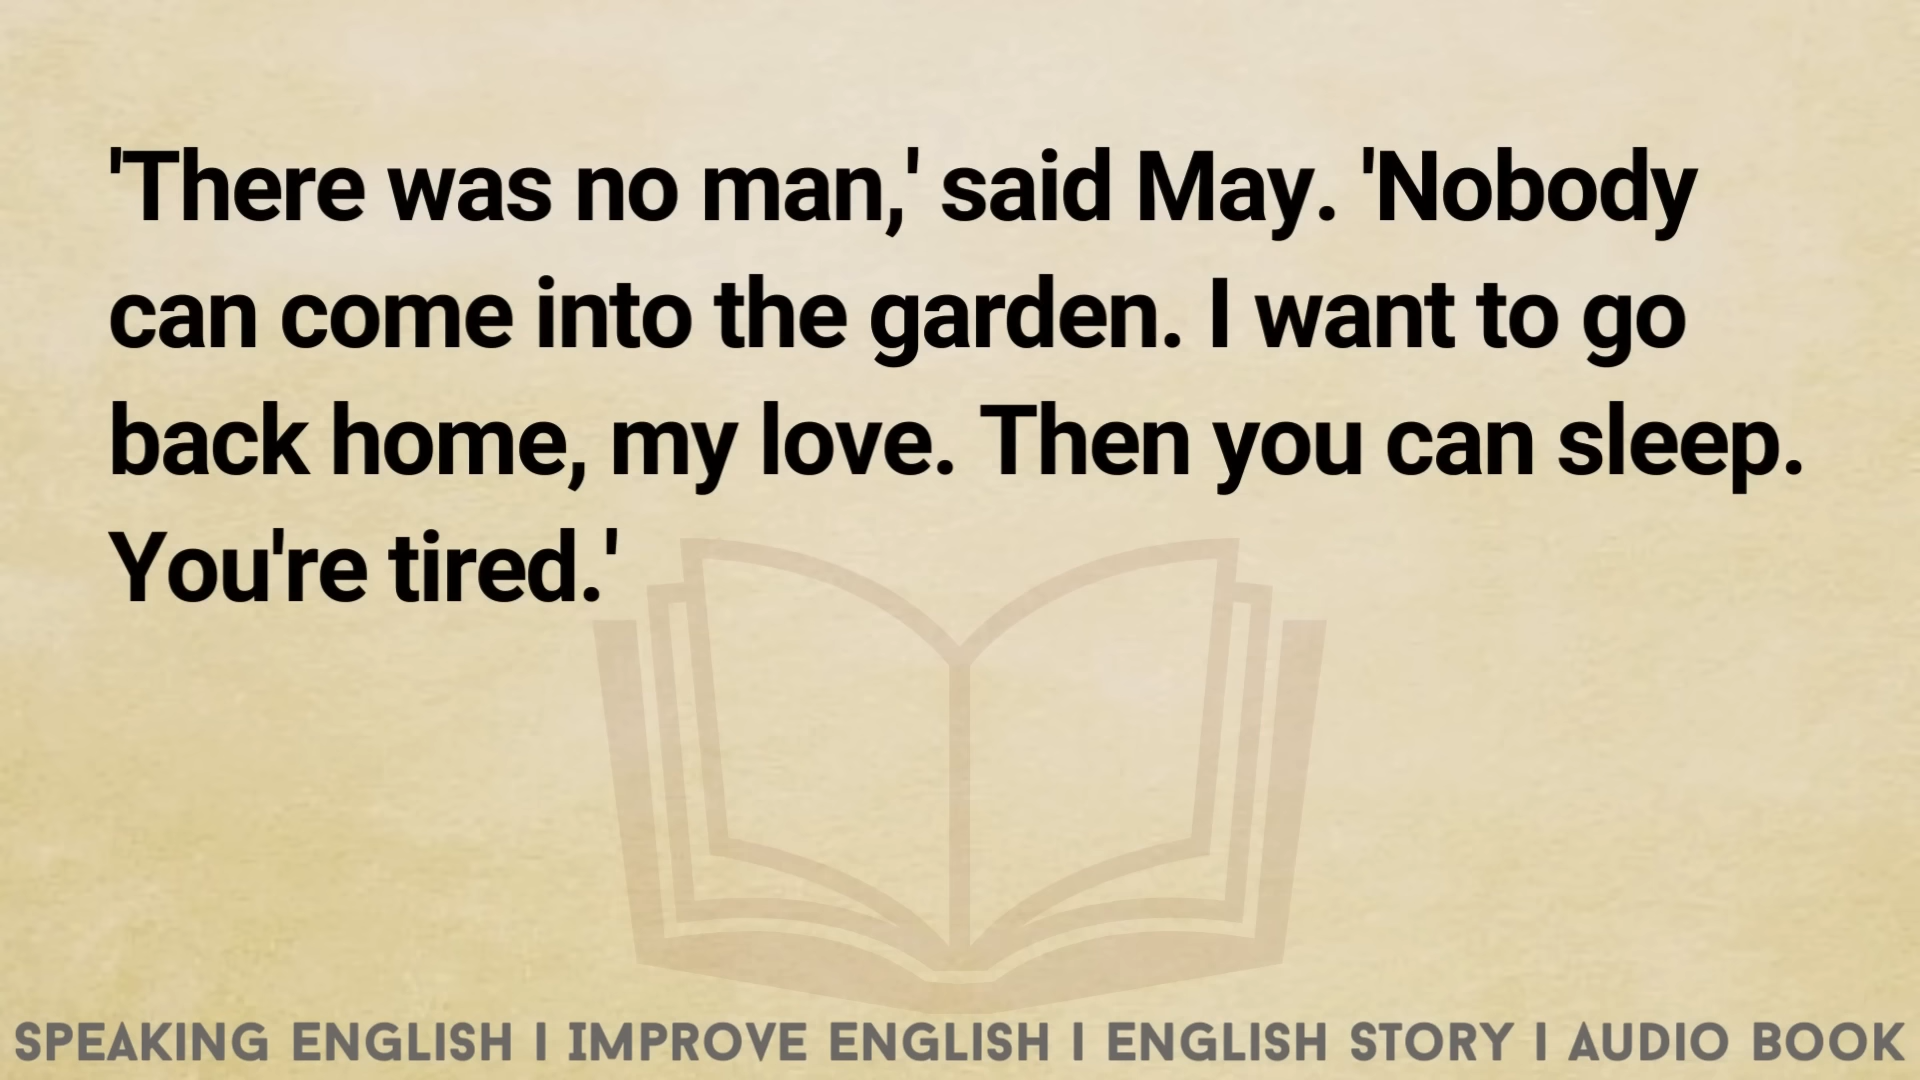 'There was no man,' said May. 'Nobody
can come into the garden. I want to go
back home, my love. Then you can sleep.
You're tired.'
SPEAKING ENGLISH | IMPROVE ENGLISH | ENGLISH STORY | AUDIO BOOK